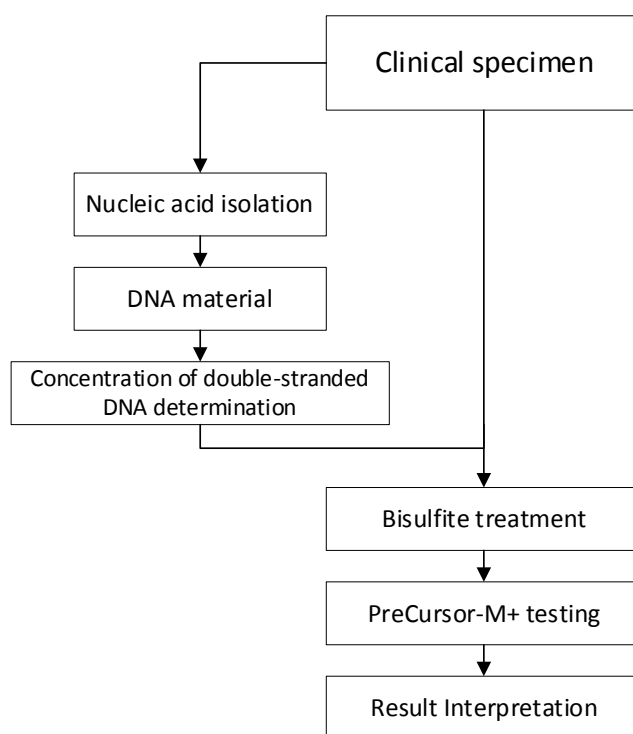 Clinical specimen
Nucleic acid isolation
DNA material
Concentration of double-stranded
DNA determination
Bisulfite treatment
PreCursor-M+ testing
Result Interpretation